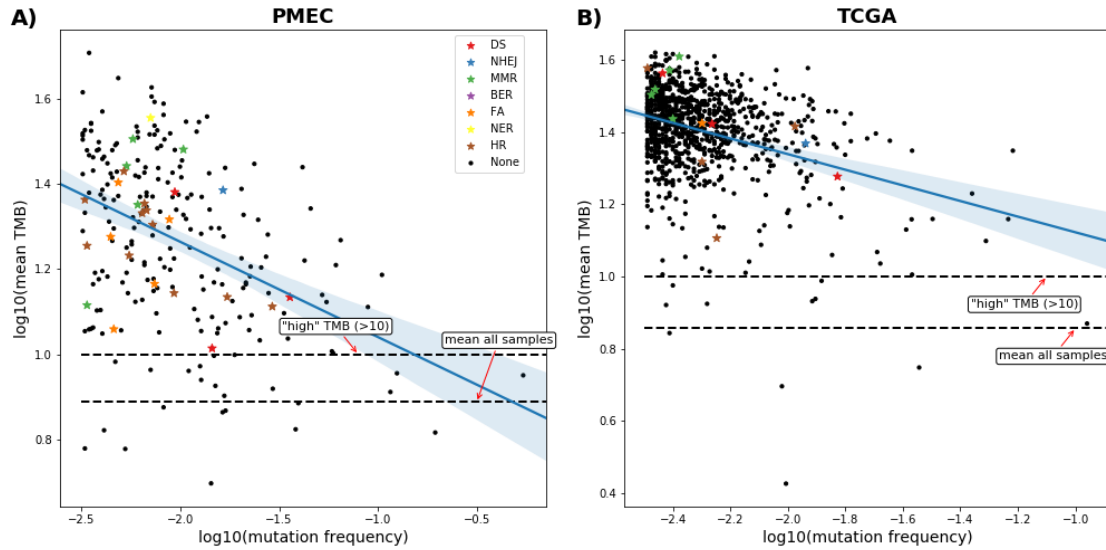 A)
PMEC
DS
NHEJ
MMR
BER
FA
NER
HR
None
"high" TMB (>10)
mean all samples
log10(mean TMB)
1.6
1.4
1.2
1.0
0.8
−2.5
−2.0
−1.5
−1.0
−0.5
log10(mutation frequency)
B)
TCGA
"high" TMB (>10)
mean all samples
log10(mean TMB)
1.6
1.4
1.2
1.0
0.8
0.6
0.4
−2.4
−2.2
−2.0
−1.8
−1.6
−1.4
−1.2
−1.0
log10(mutation frequency)